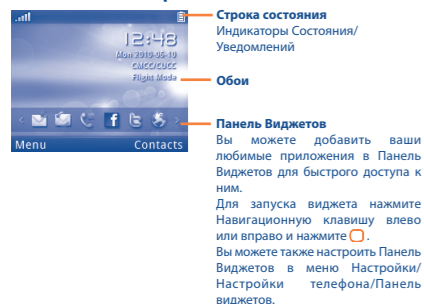 12:48
Mon 2010-05-10
CMCC/CUCC
Flight Mode
Menu
Contacts
Строка состояния
Индикаторы Состояния/
Уведомлений
Обои
Панель Виджетов
Вы можете добавить ваши
любимые приложения в Панель
Виджетов для быстрого доступа к
ним.
Для запуска виджета нажмите
Навигационную клавишу влево
или вправо и нажмите .
Вы можете также настроить Панель
Виджетов в меню Настройки/
Настройки телефона/Панель
виджетов.